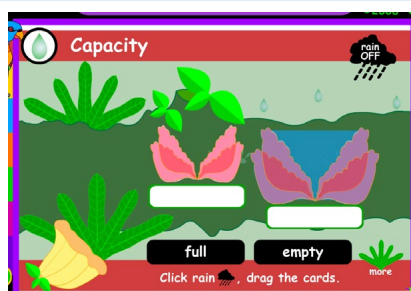 Capacity
rain
OFF
full
empty
more
Click rain , drag the cards.